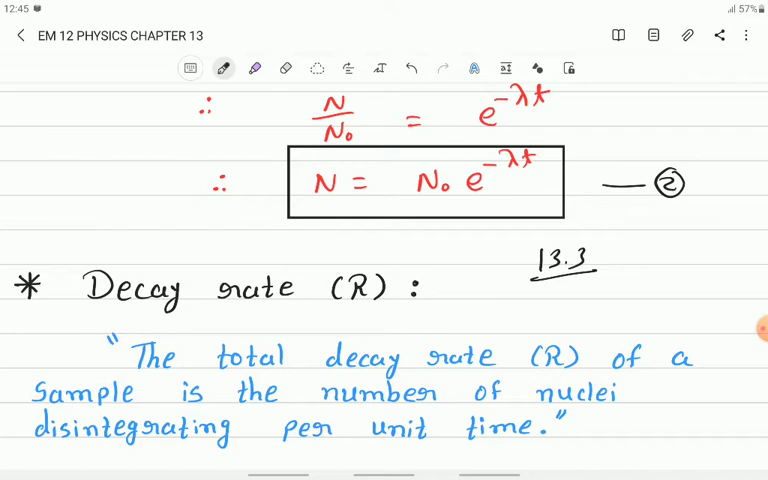 12:45
57%
EM 12 PHYSICS CHAPTER 13
∴ N/N₀ = e^-λt
∴ N = N₀ e^-λt — ②
13.3
* Decay rate (R) :
"The total decay rate (R) of a
sample is the number of nuclei
disintegrating per unit time."